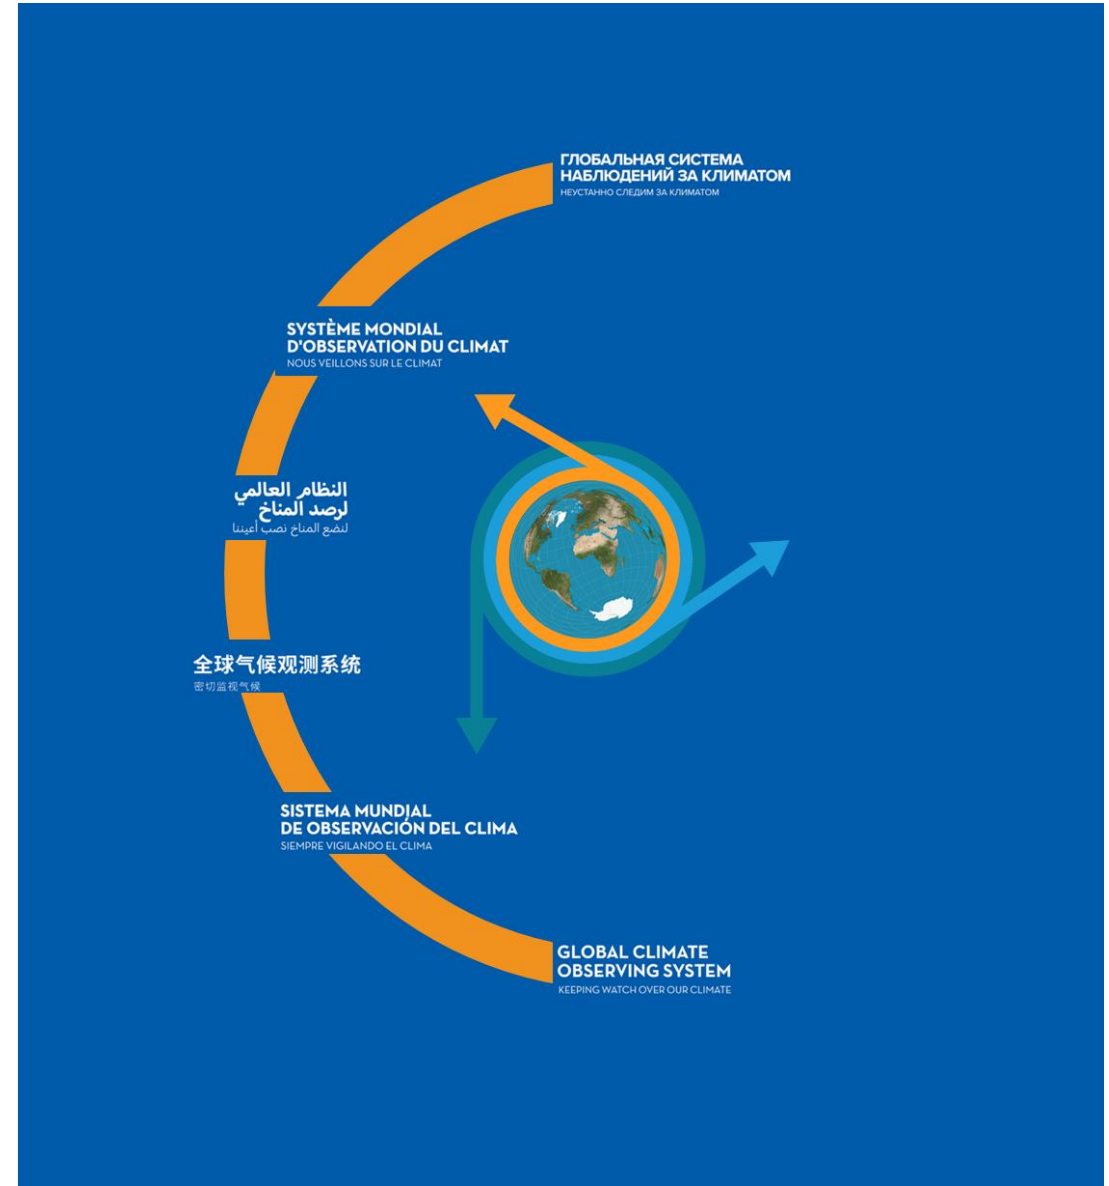 ГЛОБАЛЬНАЯ СИСТЕМА
НАБЛЮДЕНИЙ ЗА КЛИМАТОМ
НЕУСТАННО СЛЕДИМ ЗА КЛИМАТОМ
SYSTÈME MONDIAL
D'OBSERVATION DU CLIMAT
NOUS VEILLONS SUR LE CLIMAT
النظام العالمي
لرصد المناخ
لنضع المناخ نصب أعيننا
全球气候观测系统
密切监视气候
SISTEMA MUNDIAL
DE OBSERVACIÓN DEL CLIMA
SIEMPRE VIGILANDO EL CLIMA
GLOBAL CLIMATE
OBSERVING SYSTEM
KEEPING WATCH OVER OUR CLIMATE